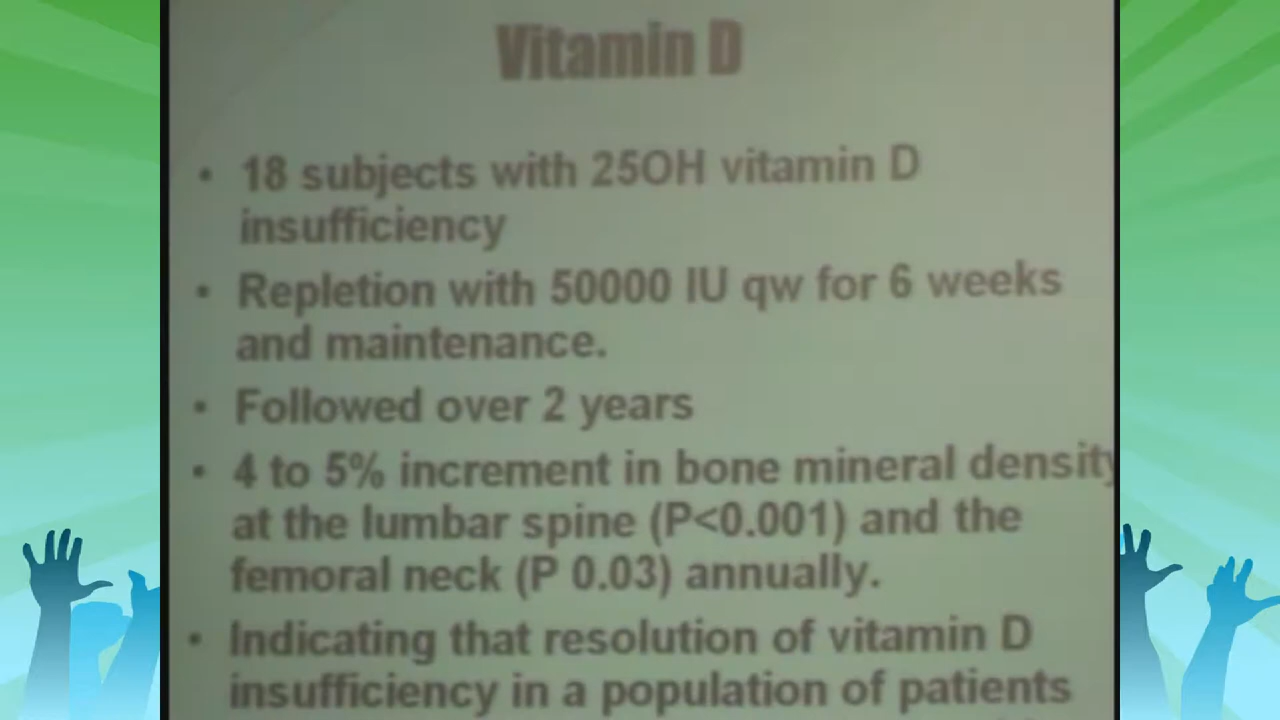 Vitamin D
• 18 subjects with 25OH vitamin D
insufficiency
• Repletion with 50000 IU qw for 6 weeks
and maintenance.
• Followed over 2 years
• 4 to 5% increment in bone mineral density
at the lumbar spine (P<0.001) and the
femoral neck (P 0.03) annually.
• Indicating that resolution of vitamin D
insufficiency in a population of patients